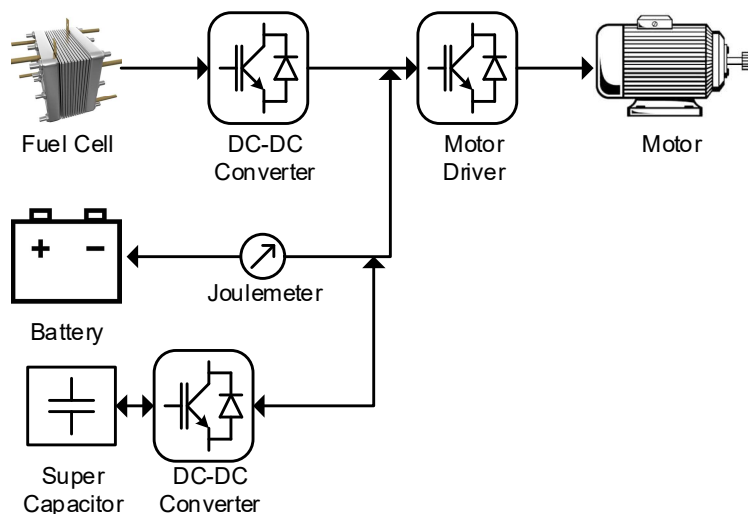 Fuel Cell
DC-DC
Converter
Motor
Driver
Motor
+ −
Joulemeter
Battery
Super
Capacitor
DC-DC
Converter